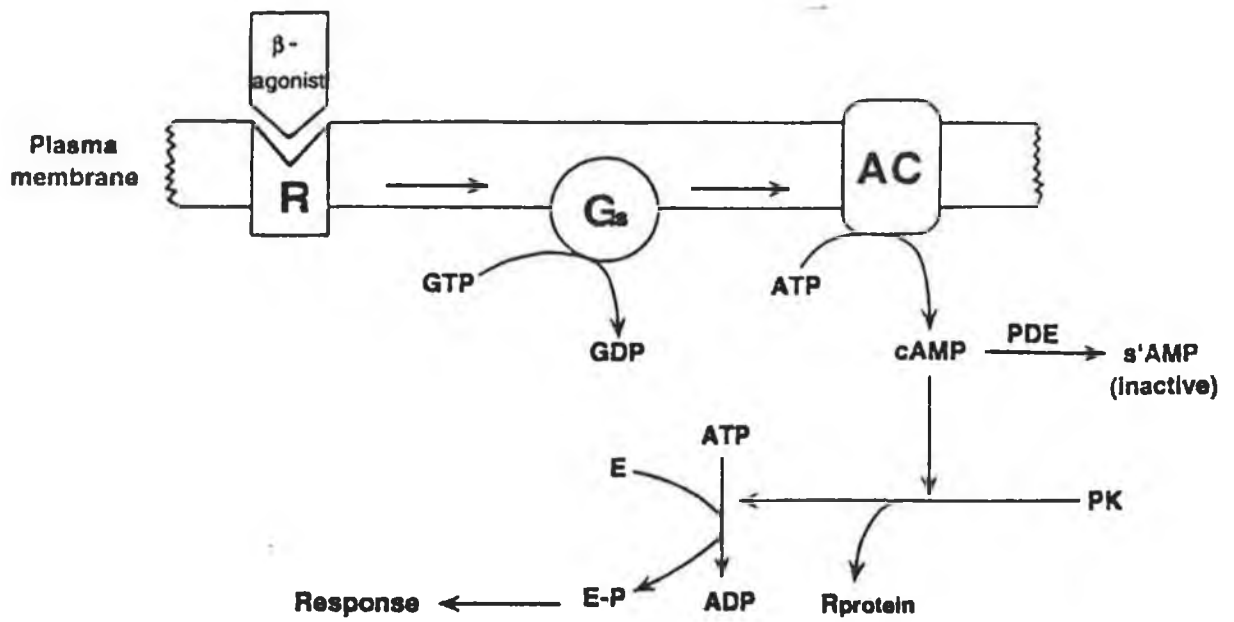 β-
agonist
Plasma
membrane
R
Gs
AC
GTP
GDP
ATP
cAMP
PDE
s'AMP
(inactive)
ATP
E
PK
Response
E-P
ADP
Rprotein